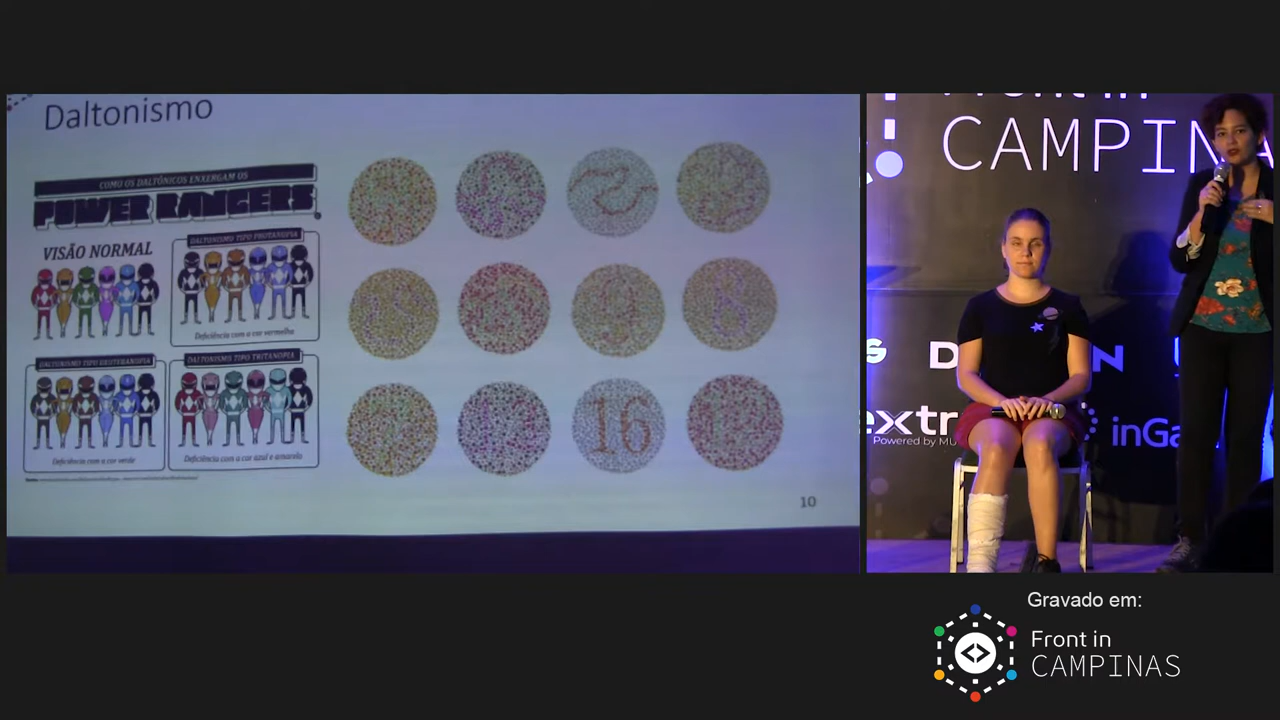 Daltonismo
COMO OS DALTÔNICOS ENXERGAM OS
POWER RANGERS
VISÃO NORMAL
DALTONISMO TIPO PROTANOPIA
Deficiência com a cor vermelha
DALTONISMO TIPO DEUTERANOPIA
DALTONISMO TIPO TRITANOPIA
Deficiência com a cor verde
Deficiência com a cor azul e amarelo
16
10
Front in
CAMPINA
extr
Powered by MU
inGa
Gravado em:
Front in
CAMPINAS